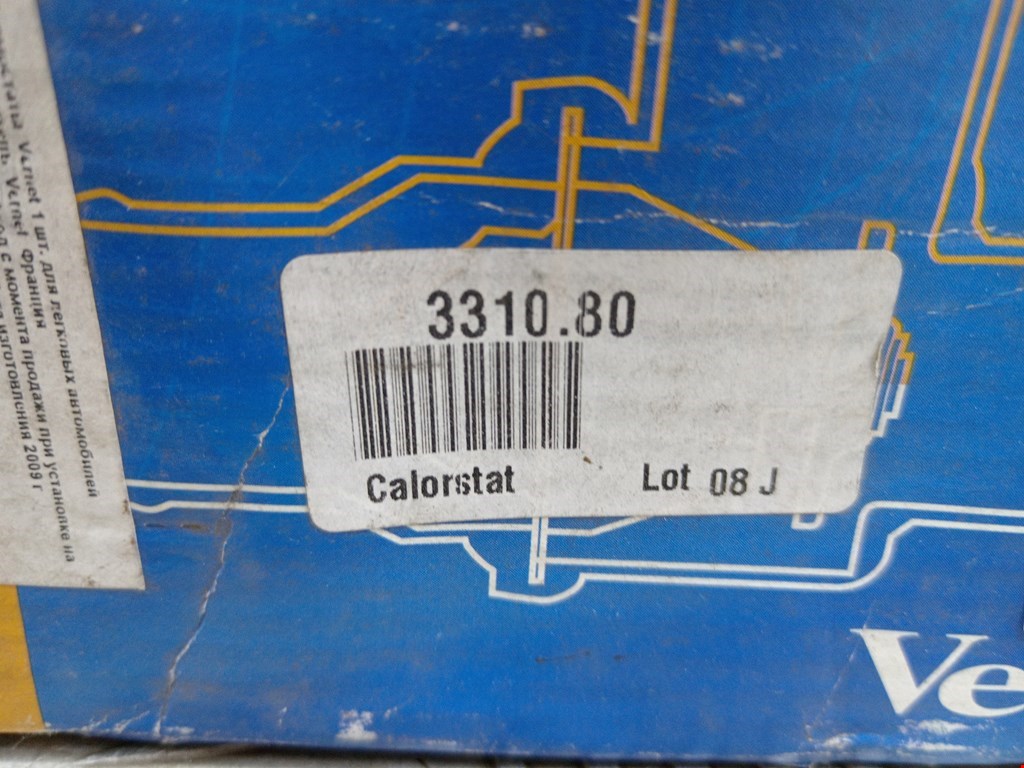 3310.80
Calorstat
Lot 08 J
Ve
Vernet 1 шт. для легковых автомобилей
Vernet Франция
с момента продажи при установке на
изготовления 2009 г